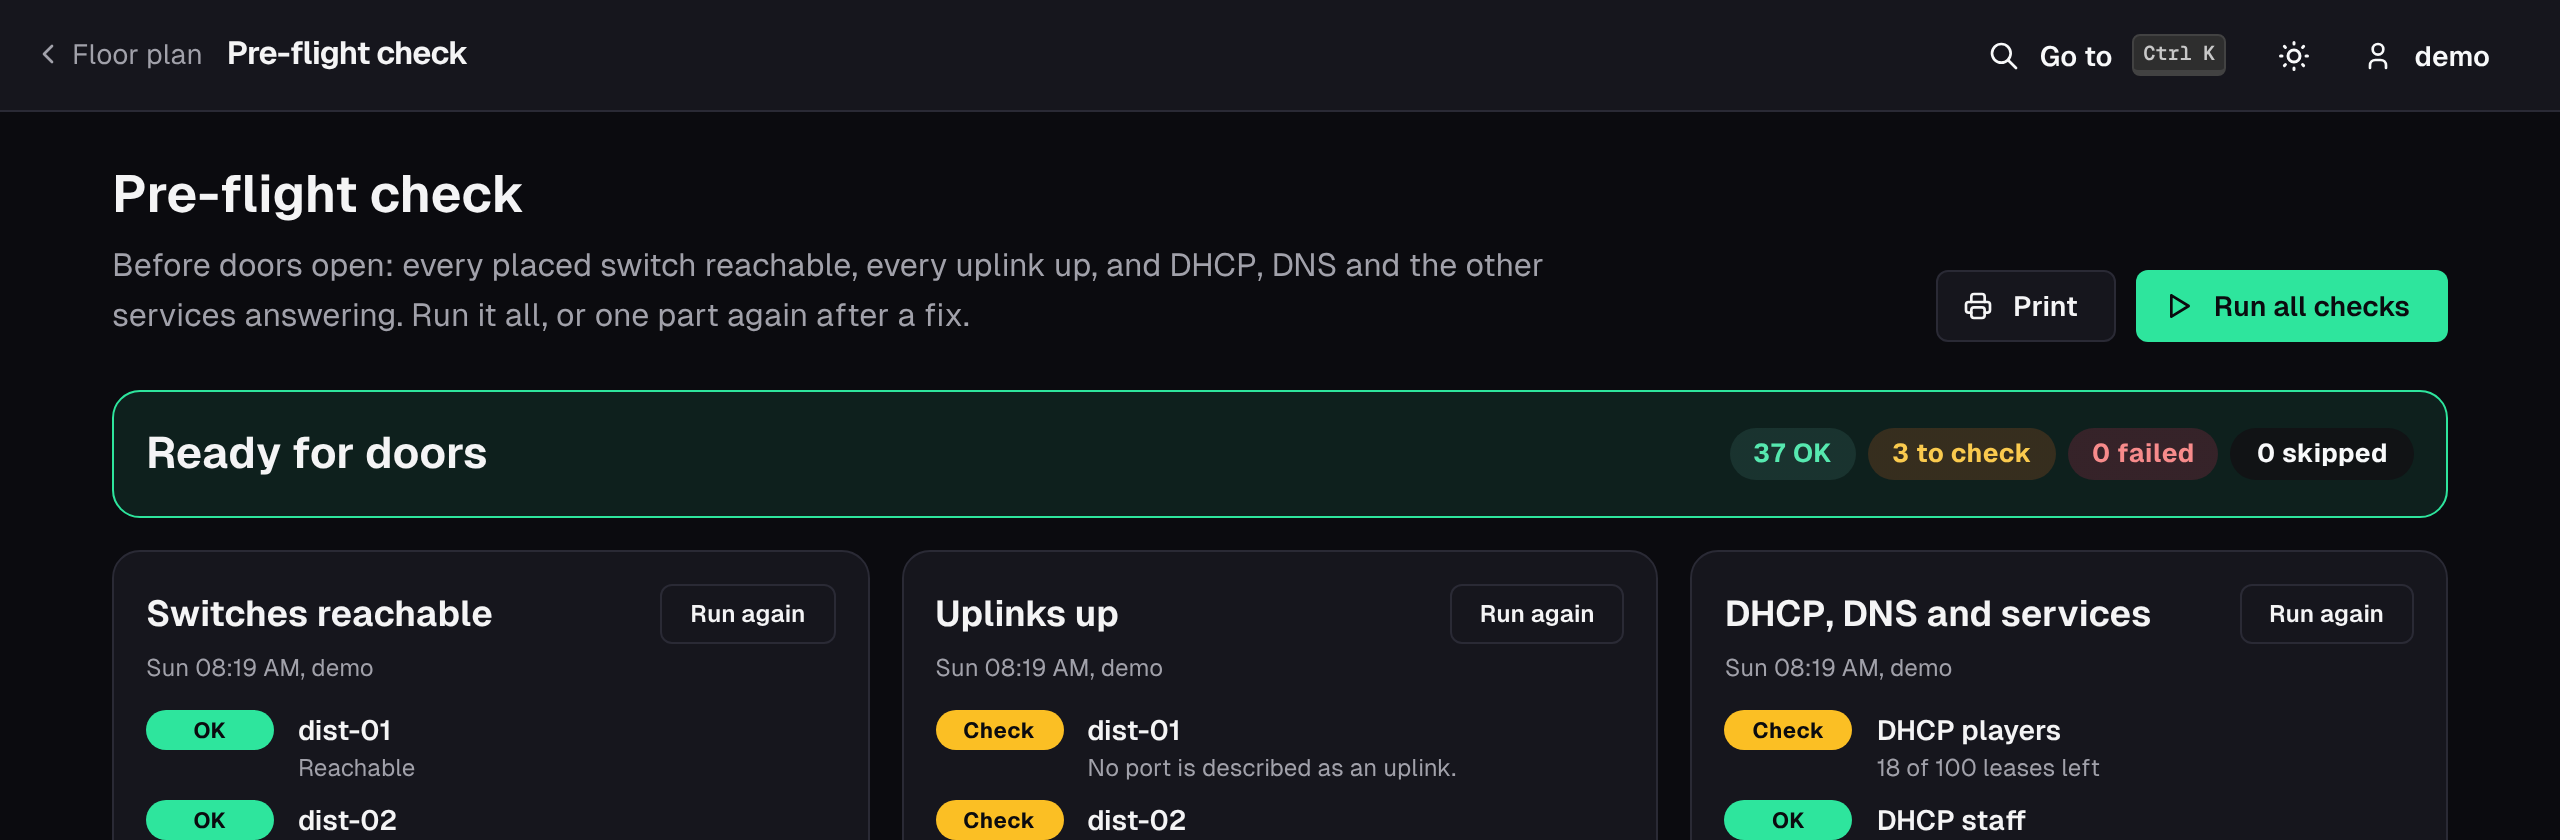 Floor plan Pre-flight check Go to Ctrl K demo
Pre-flight check
Before doors open: every placed switch reachable, every uplink up, and DHCP, DNS and the other
services answering. Run it all, or one part again after a fix.
Print Run all checks
Ready for doors 37 OK 3 to check 0 failed 0 skipped
Switches reachable Run again
Sun 08:19 AM, demo
OK dist-01
Reachable
OK dist-02
Uplinks up Run again
Sun 08:19 AM, demo
Check dist-01
No port is described as an uplink.
Check dist-02
DHCP, DNS and services Run again
Sun 08:19 AM, demo
Check DHCP players
18 of 100 leases left
OK DHCP staff